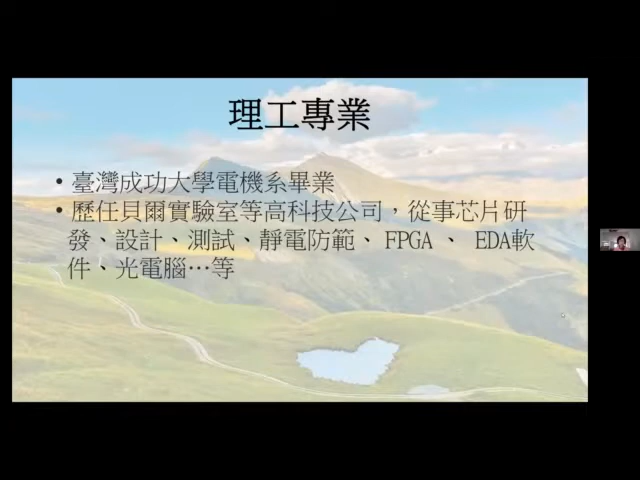 理工專業
• 臺灣成功大學電機系畢業
• 歷任貝爾實驗室等高科技公司，從事芯片研
發、設計、測試、靜電防範、 FPGA 、 EDA軟
件、光電腦…等